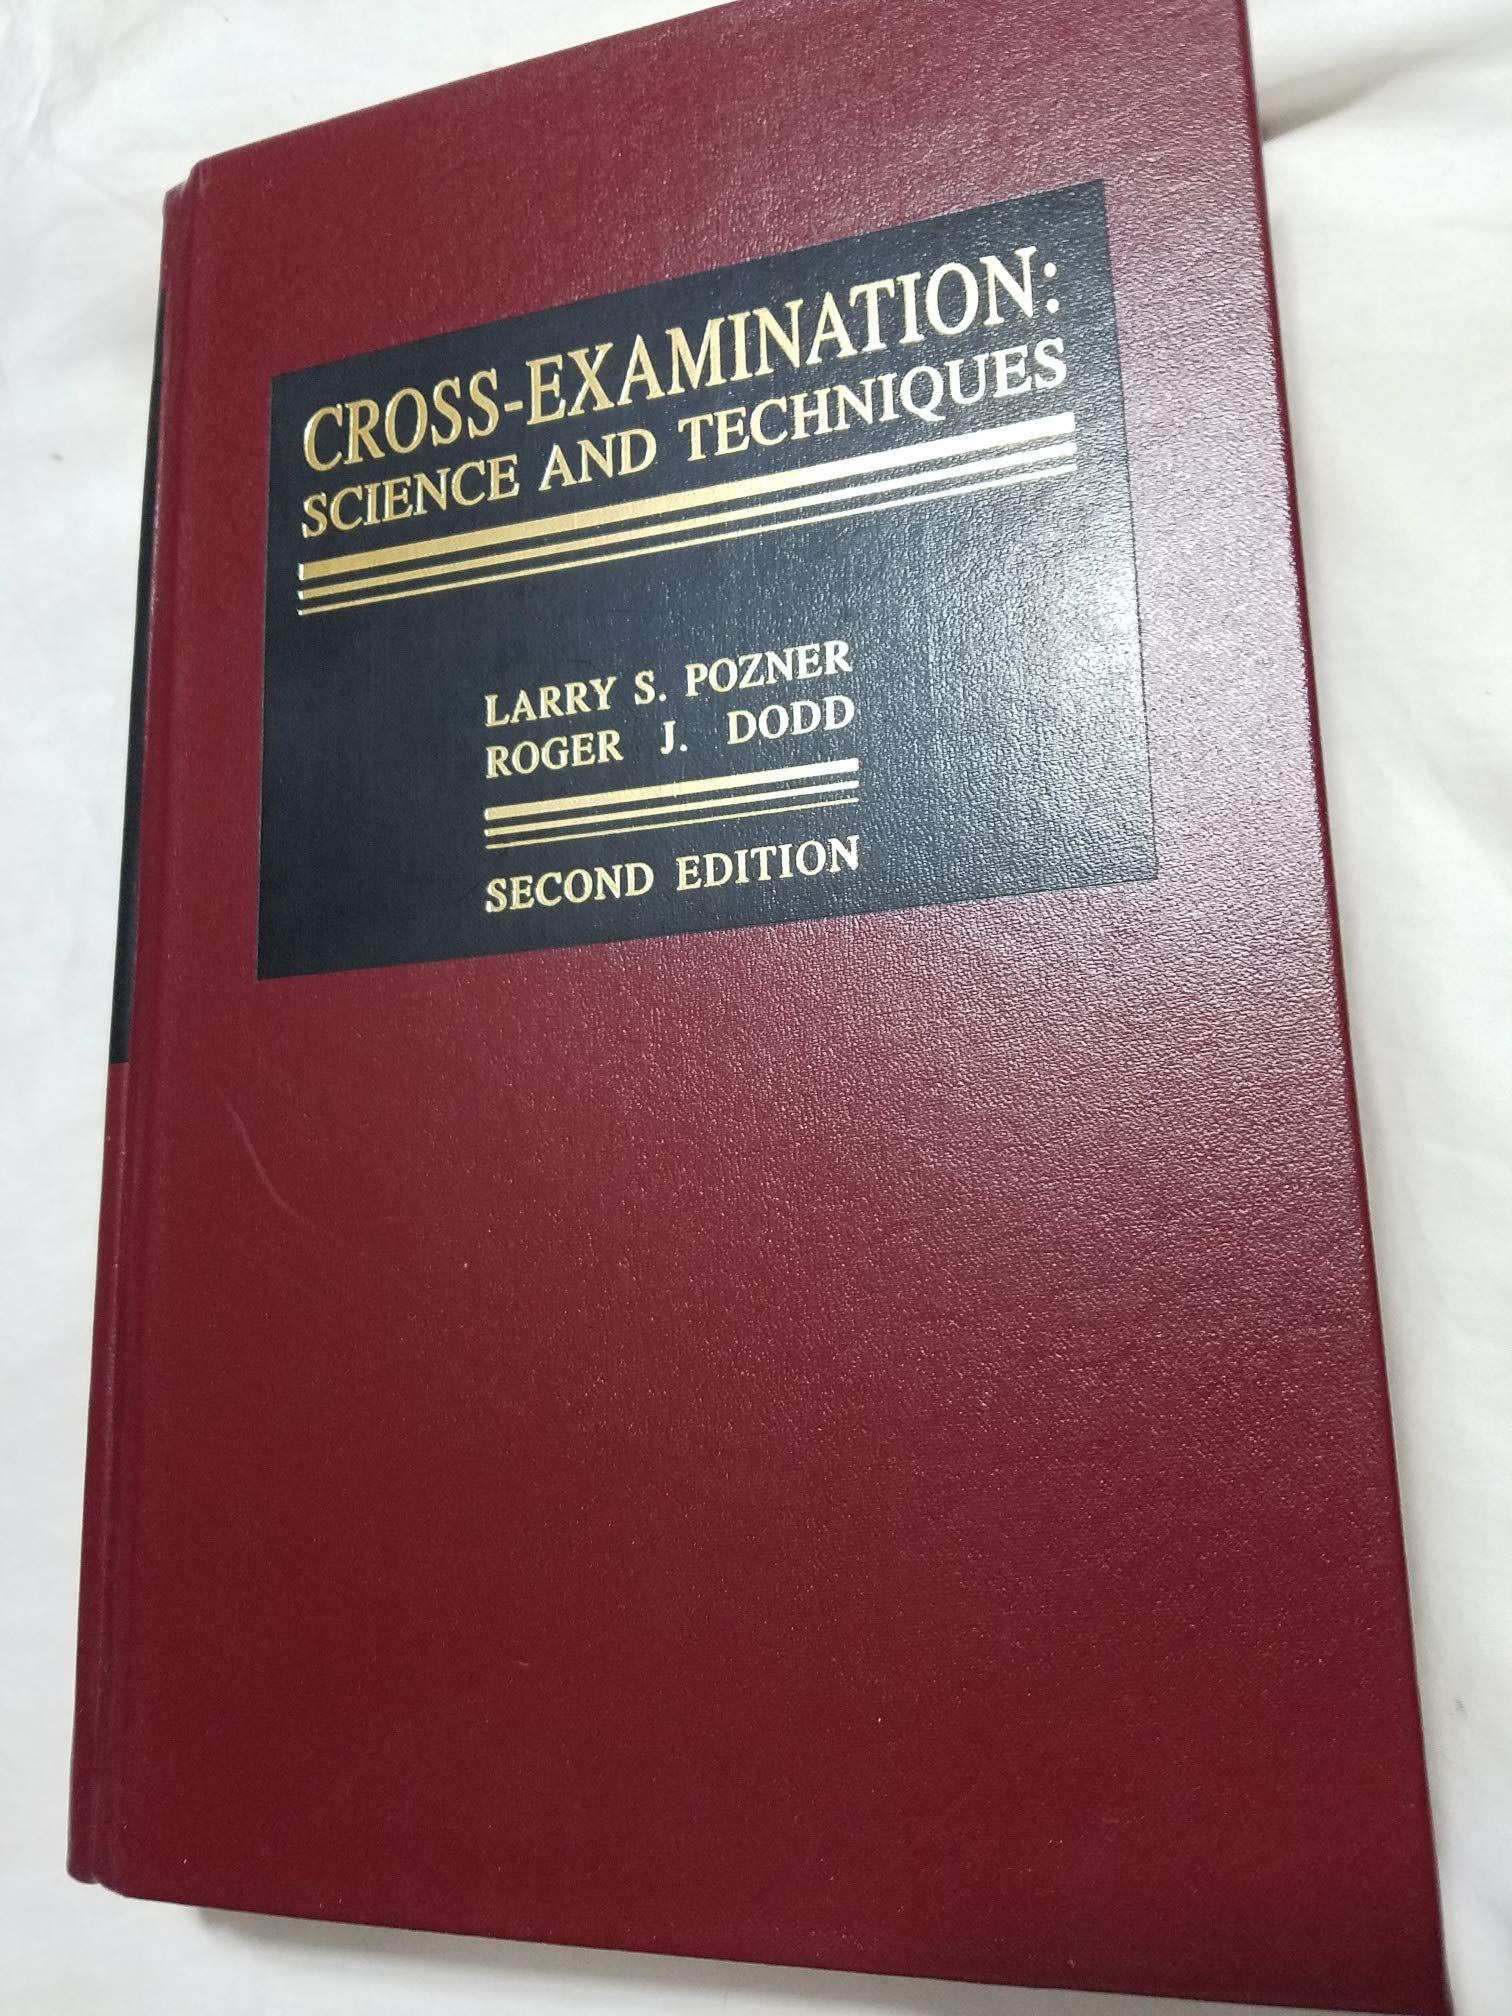 CROSS-EXAMINATION:
SCIENCE AND TECHNIQUES
LARRY S. POZNER
ROGER J. DODD
SECOND EDITION